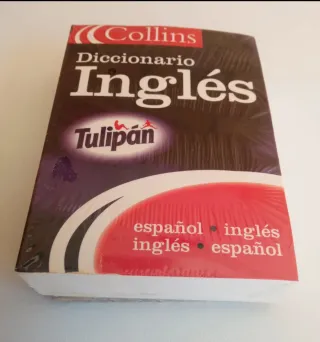 Collins
Diccionario
Inglés
Tulipán
español • inglés
inglés • español